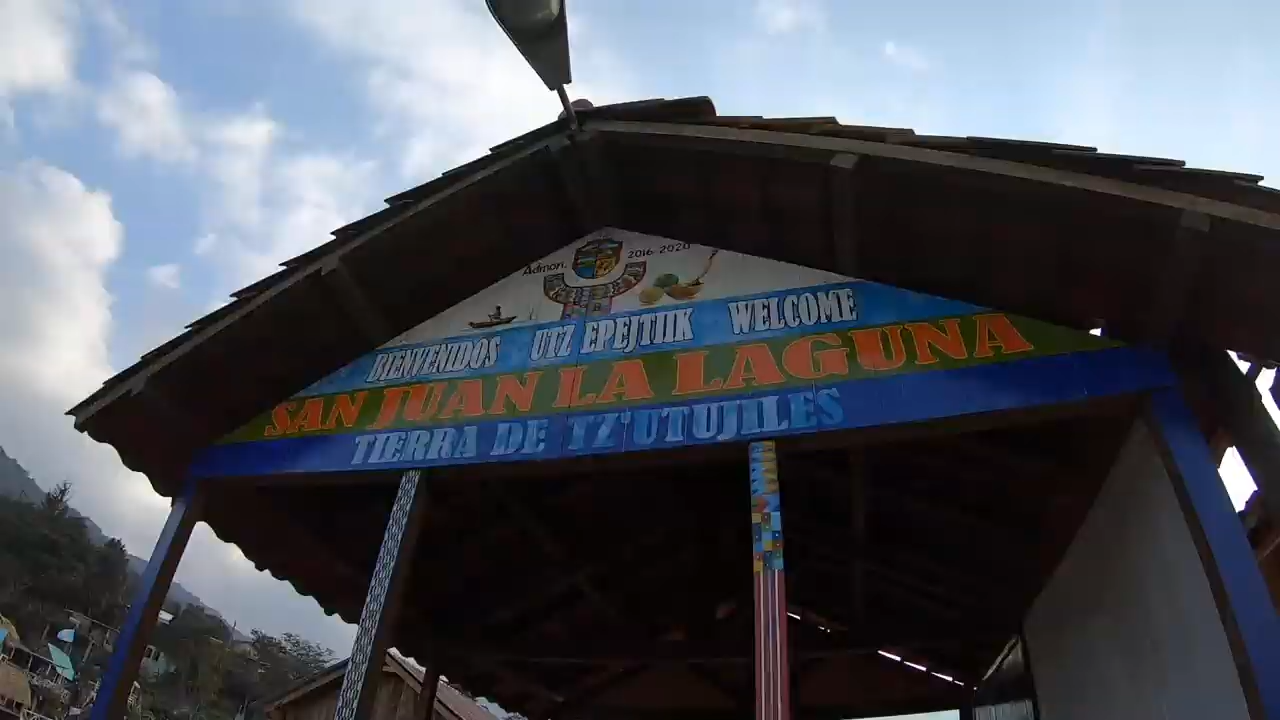 Admon. 2016-2020
BIENVENIDOS UTZ EPEJTIIK WELCOME
SAN JUAN LA LAGUNA
TIERRA DE TZ'UTUJILES